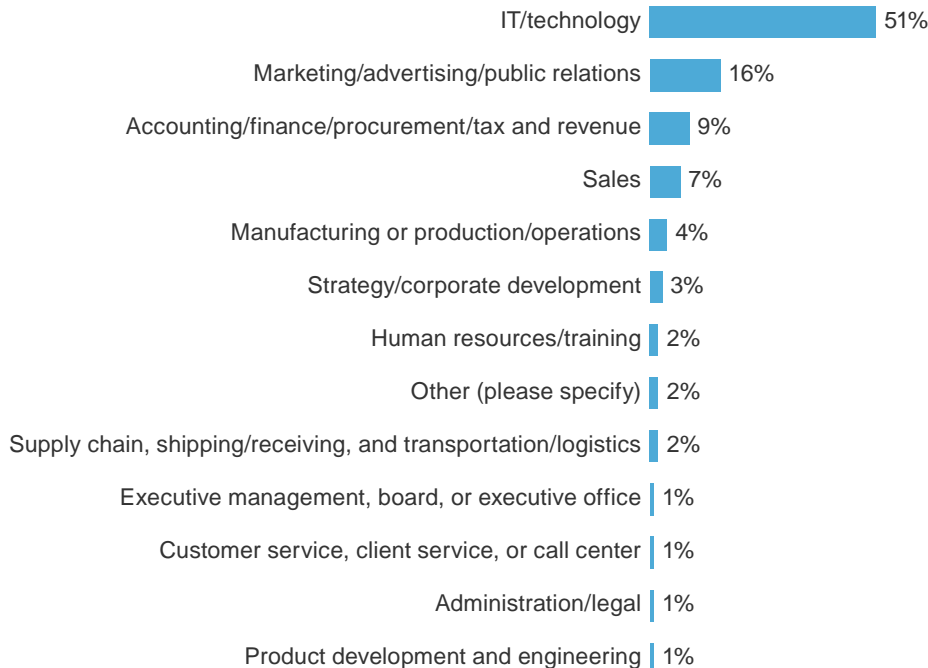 IT/technology 51%
Marketing/advertising/public relations 16%
Accounting/finance/procurement/tax and revenue 9%
Sales 7%
Manufacturing or production/operations 4%
Strategy/corporate development 3%
Human resources/training 2%
Other (please specify) 2%
Supply chain, shipping/receiving, and transportation/logistics 2%
Executive management, board, or executive office 1%
Customer service, client service, or call center 1%
Administration/legal 1%
Product development and engineering 1%